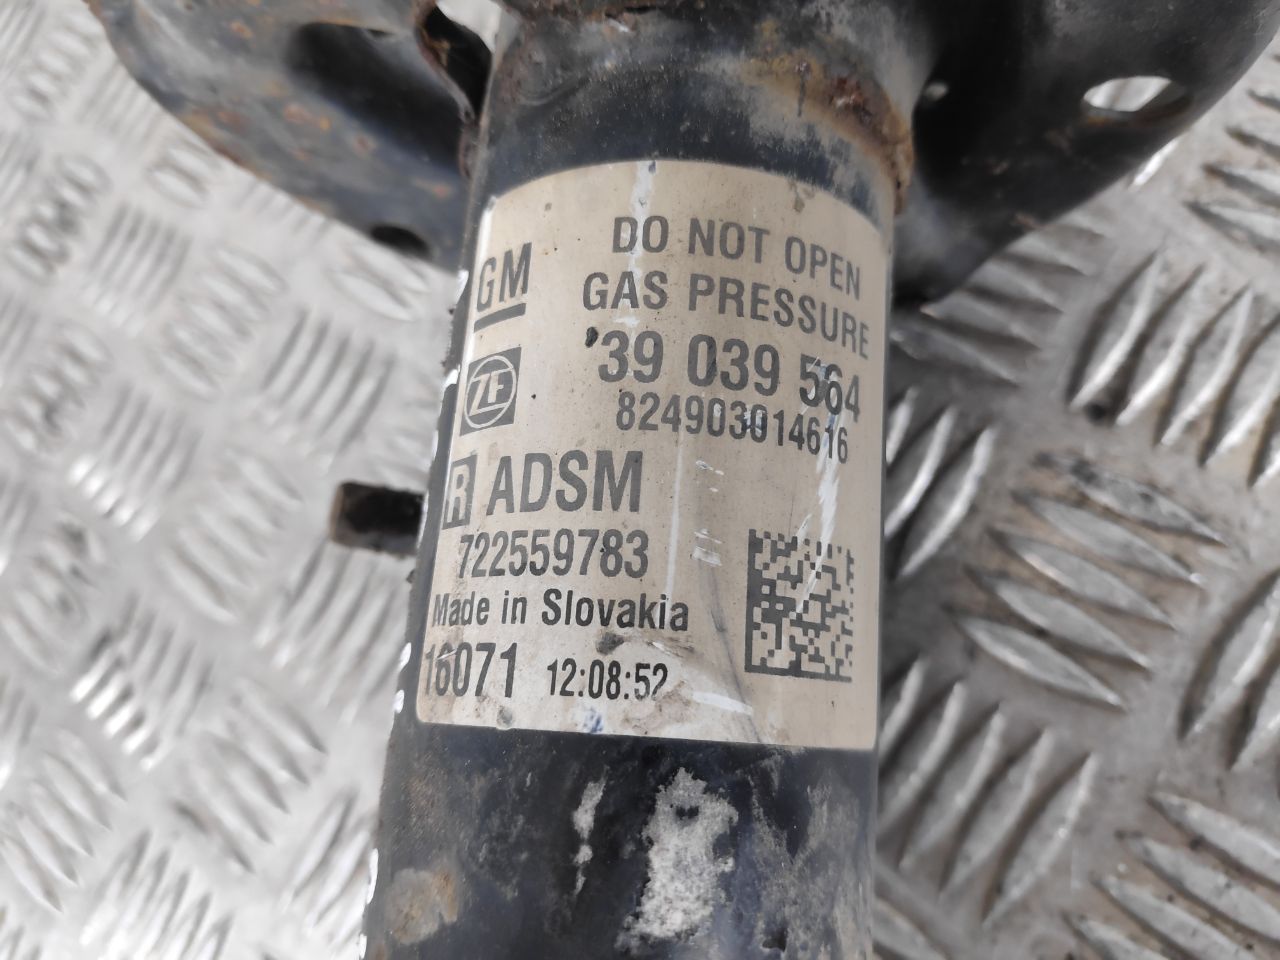 GM
DO NOT OPEN
GAS PRESSURE
39 039 564
ZF
824903014616
R ADSM
722559783
Made in Slovakia
16071 12:08:52